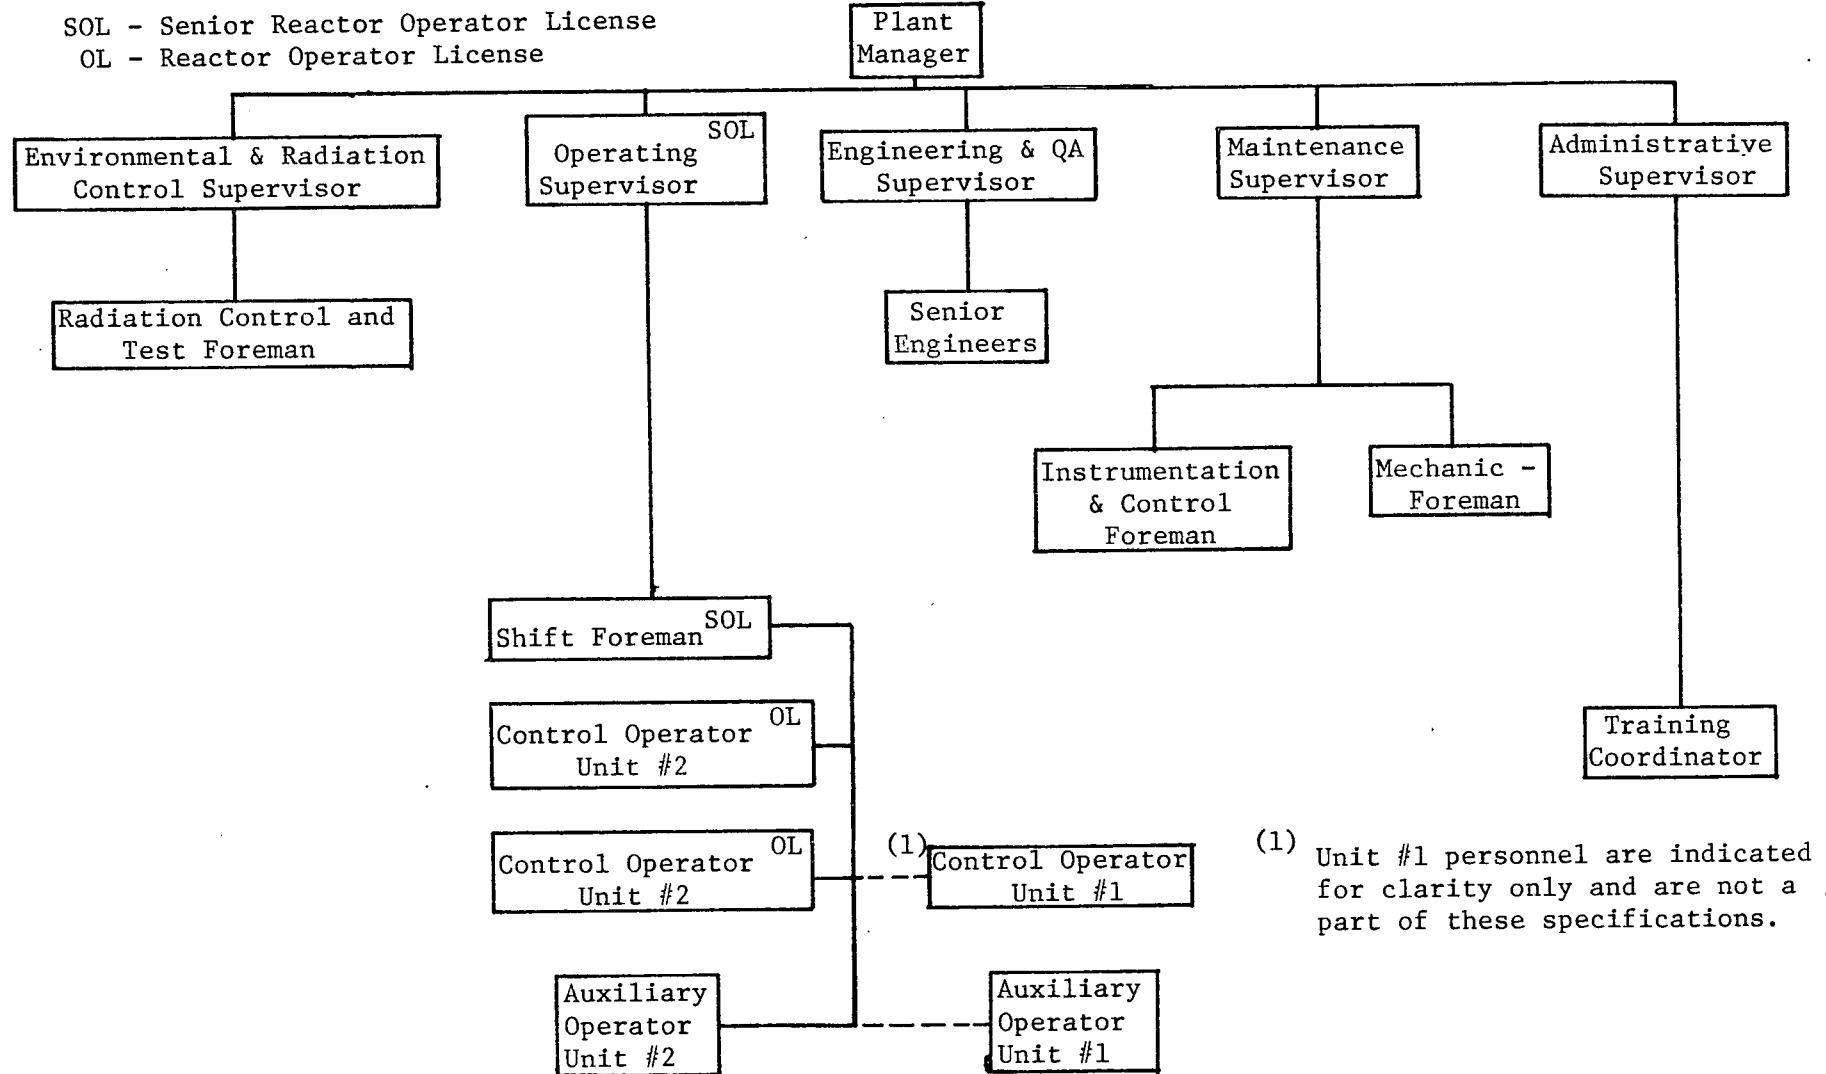 SOL - Senior Reactor Operator License
OL - Reactor Operator License
Plant
Manager
Environmental & Radiation
Control Supervisor
SOL
Operating
Supervisor
Engineering & QA
Supervisor
Maintenance
Supervisor
Administrative
Supervisor
Radiation Control and
Test Foreman
Senior
Engineers
Instrumentation
& Control
Foreman
Mechanic -
Foreman
SOL
Shift Foreman
OL
Control Operator
Unit #2
Training
Coordinator
OL
Control Operator
Unit #2
(1)
Control Operator
Unit #1
(1) Unit #1 personnel are indicated
for clarity only and are not a
part of these specifications.
Auxiliary
Operator
Unit #2
Auxiliary
Operator
Unit #1